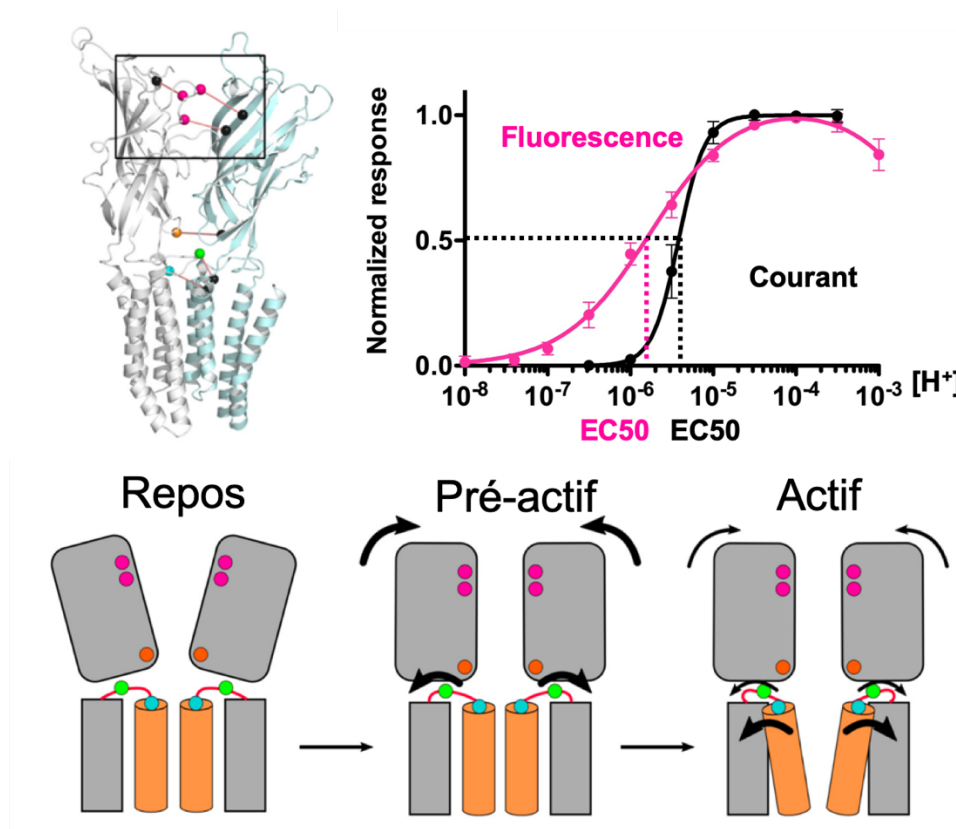 Normalized response
1.0
0.5
0.0
Fluorescence
Courant
10-8
10-7
10-6
10-5
10-4
10-3
[H+]
EC50
EC50
Repos
Pré-actif
Actif